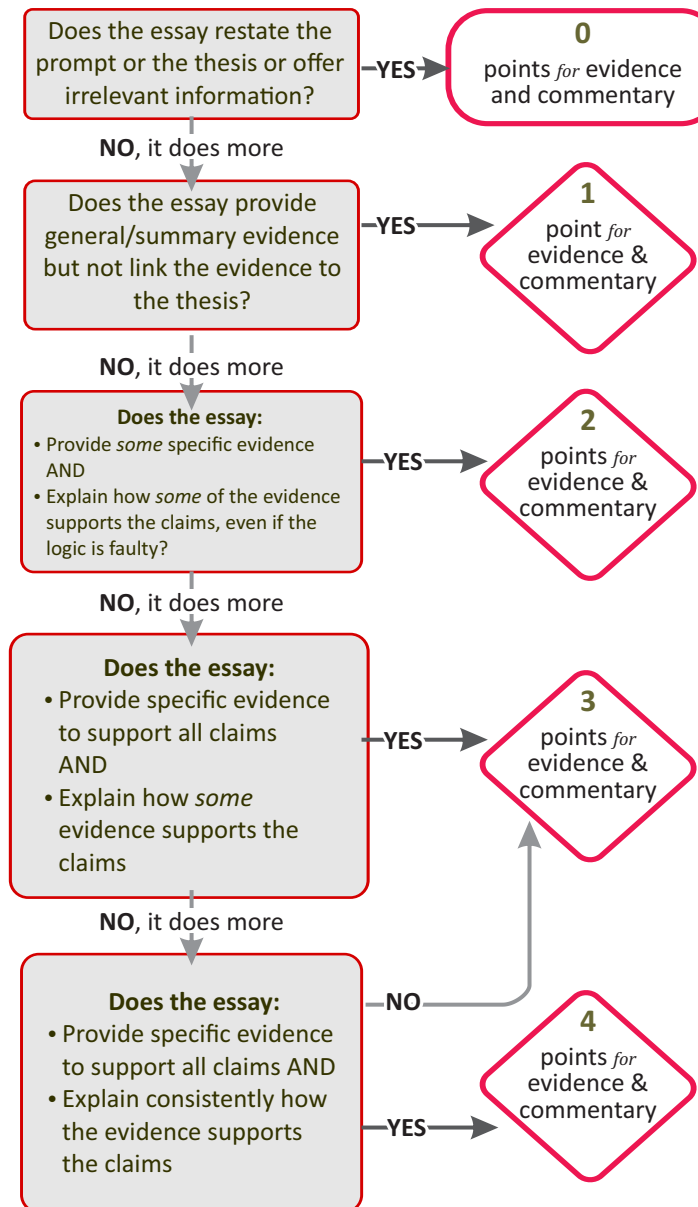 Does the essay restate the
prompt or the thesis or offer
irrelevant information?
YES
0
points for evidence
and commentary
NO, it does more
Does the essay provide
general/summary evidence
but not link the evidence to
the thesis?
YES
1
point for
evidence &
commentary
NO, it does more
Does the essay:
• Provide some specific evidence
AND
• Explain how some of the evidence
supports the claims, even if the
logic is faulty?
YES
2
points for
evidence &
commentary
NO, it does more
Does the essay:
• Provide specific evidence
to support all claims
AND
• Explain how some
evidence supports the
claims
YES
3
points for
evidence &
commentary
NO, it does more
Does the essay:
• Provide specific evidence
to support all claims AND
• Explain consistently how
the evidence supports
the claims
NO
YES
4
points for
evidence &
commentary